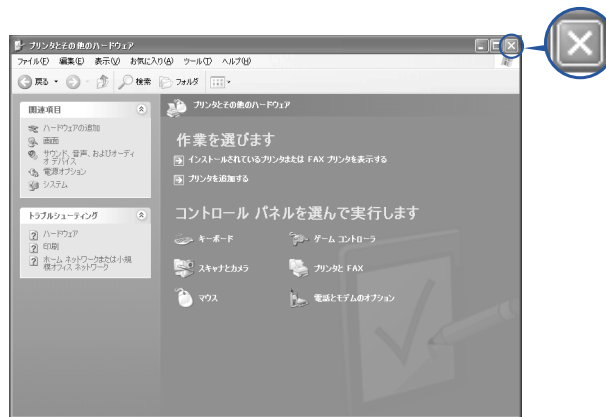 プリンタとその他のハードウェア
ファイル(F) 編集(E) 表示(V) お気に入り(A) ツール(T) ヘルプ(H)
戻る 検索 フォルダ
関連項目
ハードウェアの追加
画面
サウンド、音声、およびオーディ
オ デバイス
電源オプション
システム
トラブルシューティング
ハードウェア
印刷
ホーム ネットワークまたは小規
模オフィス ネットワーク
プリンタとその他のハードウェア
作業を選びます
インストールされているプリンタまたは FAX プリンタを表示する
プリンタを追加する
コントロール パネルを選んで実行します
キーボード ゲーム コントローラ
スキャナとカメラ プリンタと FAX
マウス 電話とモデムのオプション